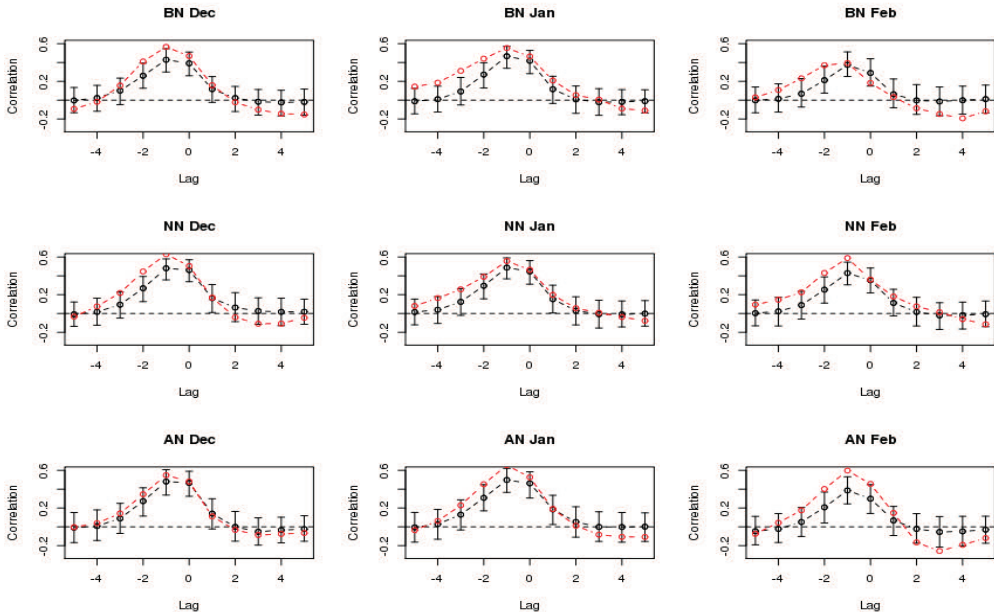 BN Dec
BN Jan
BN Feb
Correlation
-0.2 0.2 0.6
-4 -2 0 2 4
Lag
Correlation
-0.2 0.2 0.6
-4 -2 0 2 4
Lag
Correlation
-0.2 0.2 0.6
-4 -2 0 2 4
Lag
NN Dec
NN Jan
NN Feb
Correlation
-0.2 0.2 0.6
-4 -2 0 2 4
Lag
Correlation
-0.2 0.2 0.6
-4 -2 0 2 4
Lag
Correlation
-0.2 0.2 0.6
-4 -2 0 2 4
Lag
AN Dec
AN Jan
AN Feb
Correlation
-0.2 0.2 0.6
-4 -2 0 2 4
Lag
Correlation
-0.2 0.2 0.6
-4 -2 0 2 4
Lag
Correlation
-0.2 0.2 0.6
-4 -2 0 2 4
Lag